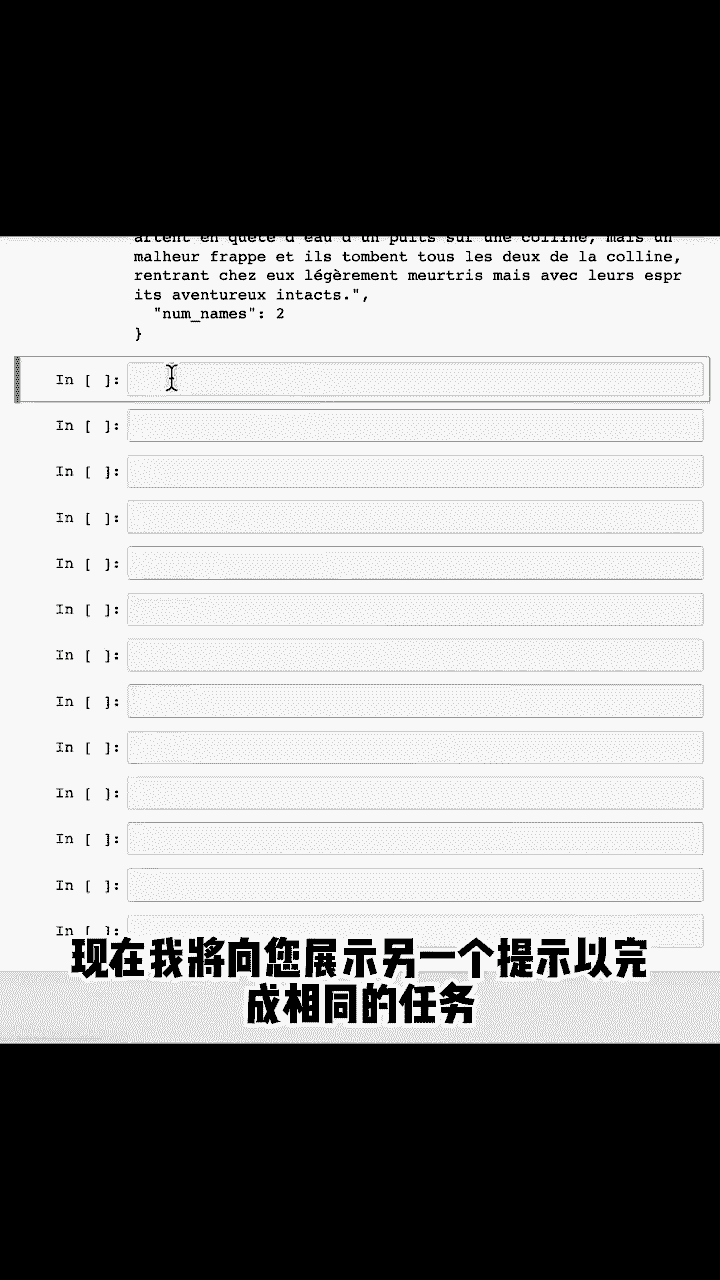 artent en quête d'eau d'un puits sur une colline, mais un
malheur frappe et ils tombent tous les deux de la colline,
rentrant chez eux légèrement meurtris mais avec leurs espr
its aventureux intacts.",
"num_names": 2
}
In [ ]:
In [ ]:
In [ ]:
In [ ]:
In [ ]:
In [ ]:
In [ ]:
In [ ]:
In [ ]:
In [ ]:
In [ ]:
In [ ]:
In [ ]:
现在我將向您展示另一个提示以完
成相同的任务